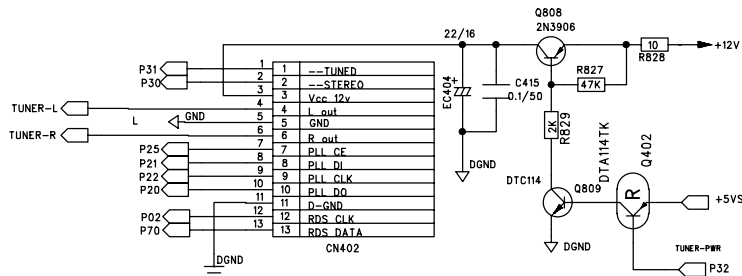 Q808
2N3906
22/16
+12V
10
R828
R827
47K
EC404
+
C415
0.1/50
2K
R829
DGND
DTC114
Q809
DGND
DTA114TK
Q402
R
+5VS
TUNER-PWR
P32
P31 1 1 --TUNED
P30 2 2 --STEREO
3 3 Vcc 12v
TUNER-L 4 4 L out
L GND 5 5 GND
TUNER-R 6 6 R out
P25 7 7 PLL CE
P21 8 8 PLL DI
P22 9 9 PLL CLK
P20 10 10 PLL DO
11 11 D-GND
P02 12 12 RDS CLK
P70 13 13 RDS DATA
CN402
DGND